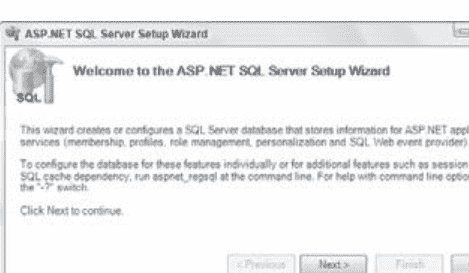 ASP.NET SQL Server Setup Wizard
Welcome to the ASP.NET SQL Server Setup Wizard
SQL
This wizard creates or configures a SQL Server database that stores information for ASP.NET
services (membership, profiles, role management, personalization and SQL Web event provider)
To configure the database for these features individually or for additional features such as session
SQL cache dependency, run aspnet_regsql at the command line. For help with command line
the "-?" switch.
Click Next to continue.
< Previous Next > Finish